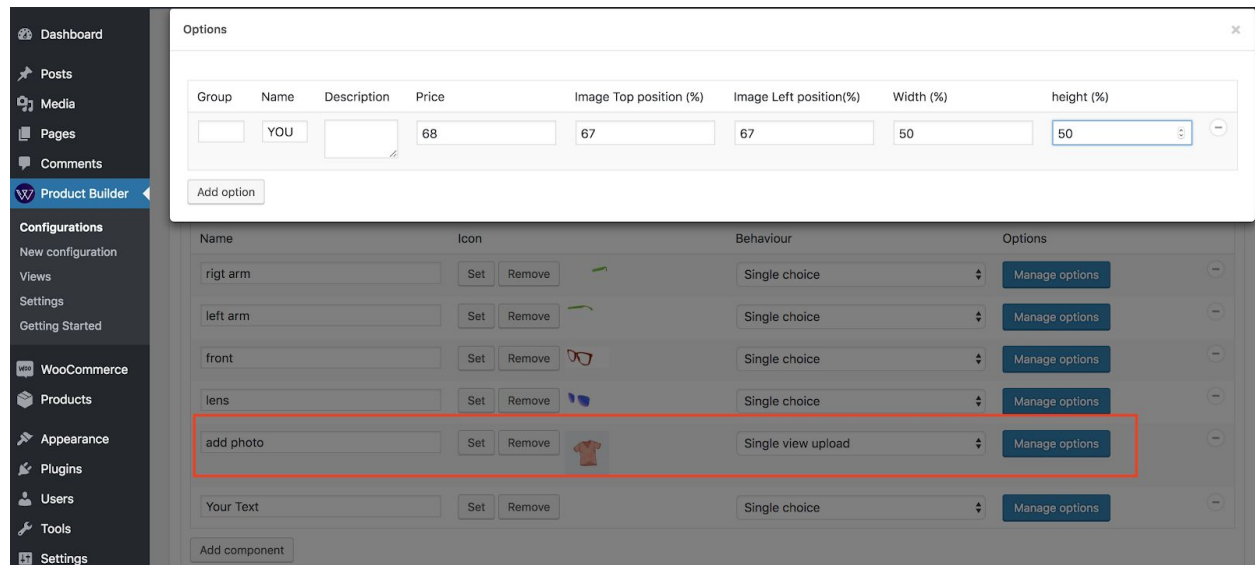 Dashboard
Posts
Media
Pages
Comments
Product Builder
Configurations
New configuration
Views
Settings
Getting Started
WooCommerce
Products
Appearance
Plugins
Users
Tools
Settings
Options ×
Group Name Description Price Image Top position (%) Image Left position(%) Width (%) height (%)
YOU 68 67 67 50 50
Add option
Name Icon Behaviour Options
rigt arm Set Remove Single choice Manage options
left arm Set Remove Single choice Manage options
front Set Remove Single choice Manage options
lens Set Remove Single choice Manage options
add photo Set Remove Single view upload Manage options
Your Text Set Remove Single choice Manage options
Add component